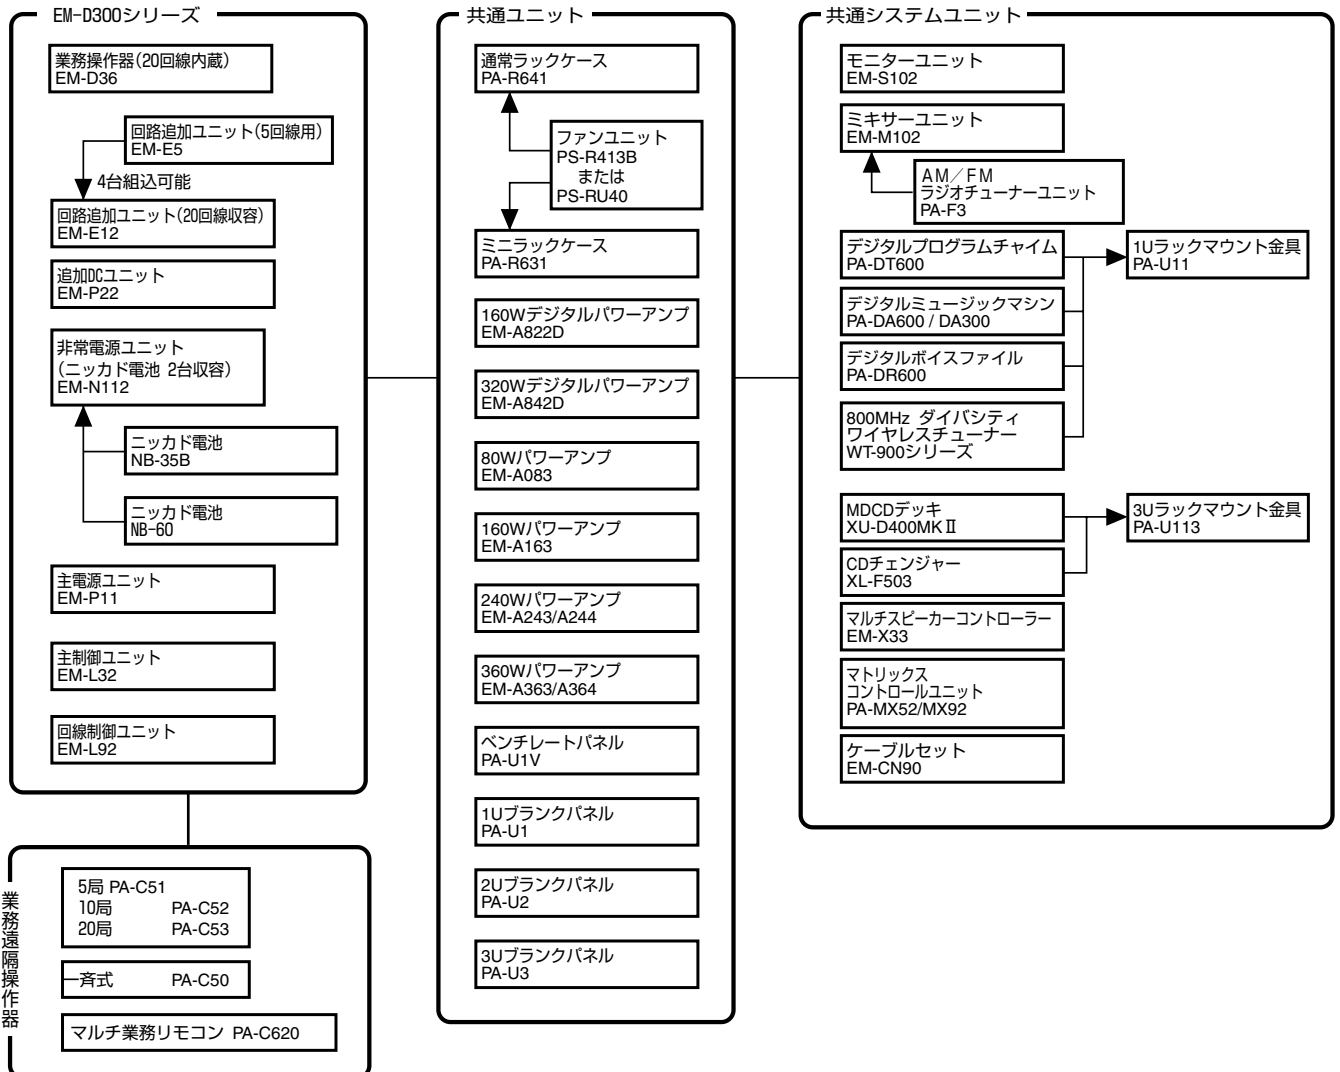 EM-D300シリーズ
業務操作器(20回線内蔵)
EM-D36
回路追加ユニット(5回線用)
EM-E5
4台組込可能
回路追加ユニット(20回線収容)
EM-E12
追加DCユニット
EM-P22
非常電源ユニット
(ニッカド電池 2台収容)
EM-N112
ニッカド電池
NB-35B
ニッカド電池
NB-60
主電源ユニット
EM-P11
主制御ユニット
EM-L32
回線制御ユニット
EM-L92
業務遠隔操作器
5局 PA-C51
10局 PA-C52
20局 PA-C53
一斉式 PA-C50
マルチ業務リモコン PA-C620
共通ユニット
通常ラックケース
PA-R641
ファンユニット
PS-R413B
または
PS-RU40
ミニラックケース
PA-R631
160Wデジタルパワーアンプ
EM-A822D
320Wデジタルパワーアンプ
EM-A842D
80Wパワーアンプ
EM-A083
160Wパワーアンプ
EM-A163
240Wパワーアンプ
EM-A243/A244
360Wパワーアンプ
EM-A363/A364
ベンチレートパネル
PA-U1V
1Uブランクパネル
PA-U1
2Uブランクパネル
PA-U2
3Uブランクパネル
PA-U3
共通システムユニット
モニターユニット
EM-S102
ミキサーユニット
EM-M102
AM/FM
ラジオチューナーユニット
PA-F3
デジタルプログラムチャイム
PA-DT600
1Uラックマウント金具
PA-U11
デジタルミュージックマシン
PA-DA600 / DA300
デジタルボイスファイル
PA-DR600
800MHz ダイバシティ
ワイヤレスチューナー
WT-900シリーズ
MDCDデッキ
XU-D400MKⅡ
3Uラックマウント金具
PA-U113
CDチェンジャー
XL-F503
マルチスピーカーコントローラー
EM-X33
マトリックス
コントロールユニット
PA-MX52/MX92
ケーブルセット
EM-CN90